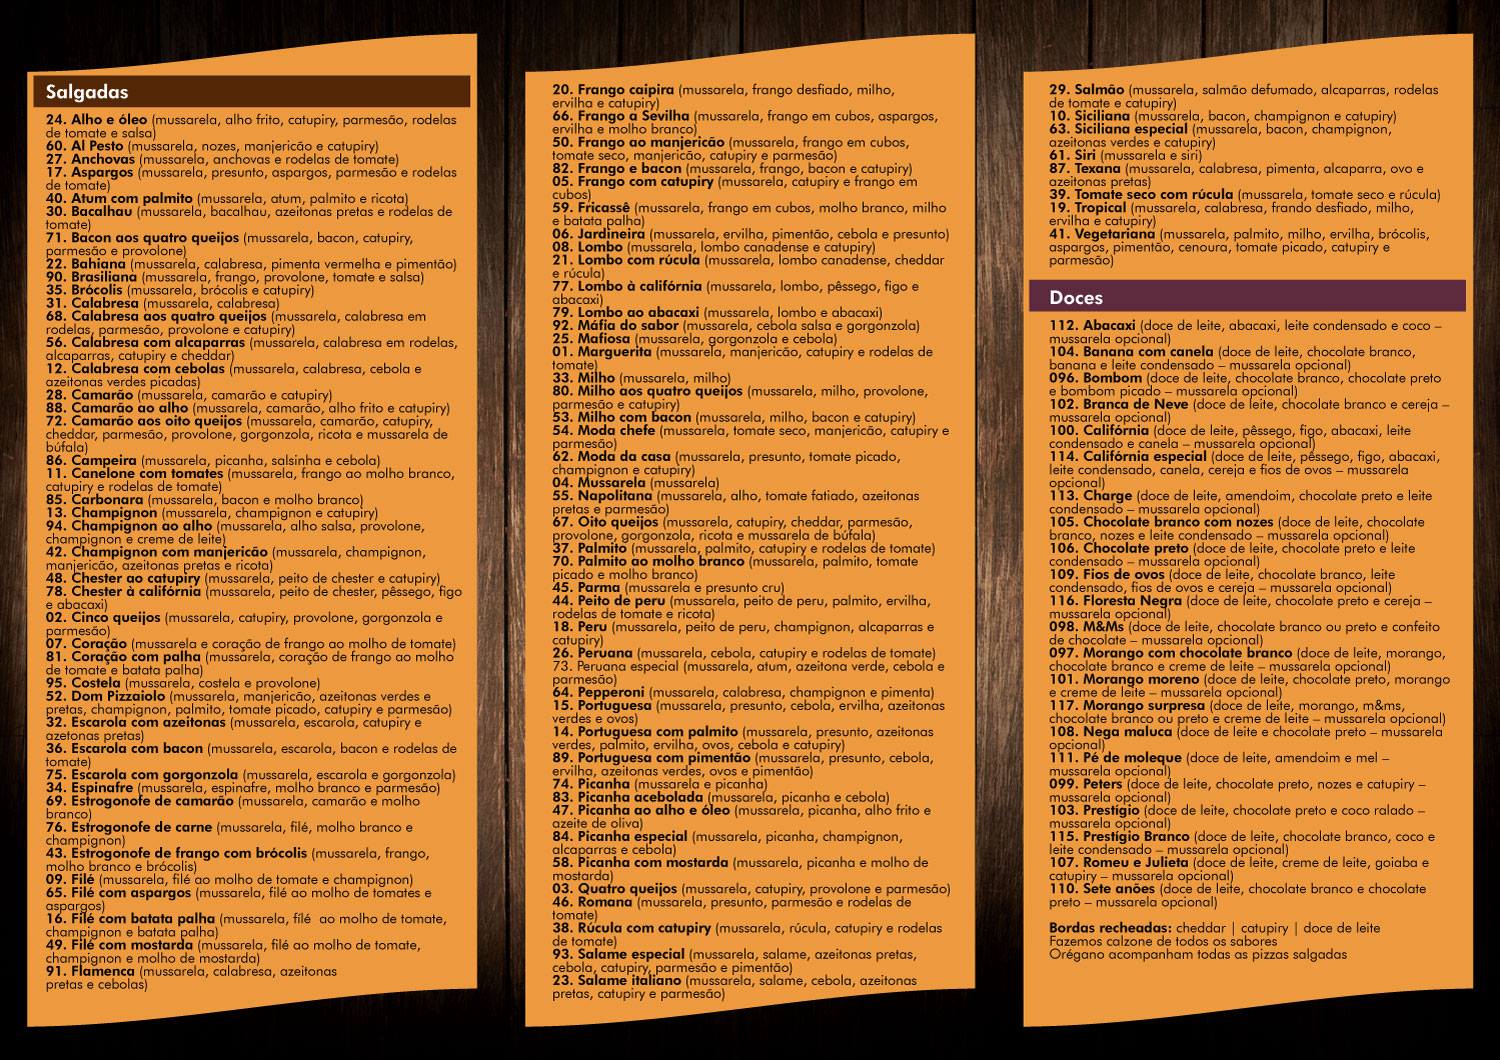 Salgadas
24. Alho e óleo (mussarela, alho frito, catupiry, parmesão, rodelas
de tomate e salsa)
60. Al Pesto (mussarela, nozes, manjericão e catupiry)
27. Anchovas (mussarela, anchovas e rodelas de tomate)
17. Aspargos (mussarela, presunto, aspargos, parmesão e rodelas
de tomate)
40. Atum com palmito (mussarela, atum, palmito e ricota)
30. Bacalhau (mussarela, bacalhau, azeitonas pretas e rodelas de
tomate)
71. Bacon aos quatro queijos (mussarela, bacon, catupiry,
parmesão e provolone)
22. Bahiana (mussarela, calabresa, pimenta vermelha e pimentão)
90. Brasiliana (mussarela, frango, provolone, tomate e salsa)
35. Brócolis (mussarela, brócolis e catupiry)
31. Calabresa (mussarela, calabresa)
68. Calabresa aos quatro queijos (mussarela, calabresa em
rodelas, parmesão, provolone e catupiry)
56. Calabresa com alcaparras (mussarela, calabresa em rodelas,
alcaparras, catupiry e cheddar)
12. Calabresa com cebolas (mussarela, calabresa, cebola e
azeitonas verdes picadas)
28. Camarão (mussarela, camarão e catupiry)
88. Camarão ao alho (mussarela, camarão, alho frito e catupiry)
72. Camarão aos oito queijos (mussarela, camarão, catupiry,
cheddar, parmesão, provolone, gorgonzola, ricota e mussarela de
búfala)
86. Campeira (mussarela, picanha, salsinha e cebola)
11. Canelone com tomates (mussarela, frango ao molho branco,
catupiry e rodelas de tomate)
85. Carbonara (mussarela, bacon e molho branco)
13. Champignon (mussarela, champignon e catupiry)
94. Champignon ao alho (mussarela, alho salsa, provolone,
champignon e creme de leite)
42. Champignon com manjericão (mussarela, champignon,
manjericão, azeitonas pretas e ricota)
48. Chester ao catupiry (mussarela, peito de chester e catupiry)
78. Chester à califórnia (mussarela, peito de chester, pêssego, figo
e abacaxi)
02. Cinco queijos (mussarela, catupiry, provolone, gorgonzola e
parmesão)
07. Coração (mussarela e coração de frango ao molho de tomate)
81. Coração com palha (mussarela, coração de frango ao molho
de tomate e batata palha)
95. Costela (mussarela, costela e provolone)
52. Dom Pizzaiolo (mussarela, manjericão, azeitonas verdes e
pretas, champignon, palmito, tomate picado, catupiry e parmesão)
32. Escarola com azeitonas (mussarela, escarola, catupiry e
azetonas pretas)
36. Escarola com bacon (mussarela, escarola, bacon e rodelas de
tomate)
75. Escarola com gorgonzola (mussarela, escarola e gorgonzola)
34. Espinafre (mussarela, espinafre, molho branco e parmesão)
69. Estrogonofe de camarão (mussarela, camarão e molho
branco)
76. Estrogonofe de carne (mussarela, filé, molho branco e
champignon)
43. Estrogonofe de frango com brócolis (mussarela, frango,
molho branco e brócolis)
09. Filé (mussarela, filé ao molho de tomate e champignon)
65. Filé com aspargos (mussarela, filé ao molho de tomates e
aspargos)
16. Filé com batata palha (mussarela, fílé  ao molho de tomate,
champignon e batata palha)
49. Filé com mostarda (mussarela, filé ao molho de tomate,
champignon e molho de mostarda)
91. Flamenca (mussarela, calabresa, azeitonas
pretas e cebolas)
20. Frango caipira (mussarela, frango desfiado, milho,
ervilha e catupiry)
66. Frango a Sevilha (mussarela, frango em cubos, aspargos,
ervilha e molho branco)
50. Frango ao manjericão (mussarela, frango em cubos,
tomate seco, manjericão, catupiry e parmesão)
82. Frango e bacon (mussarela, frango, bacon e catupiry)
05. Frango com catupiry (mussarela, catupiry e frango em
cubos)
59. Fricassê (mussarela, frango em cubos, molho branco, milho
e batata palha)
06. Jardineira (mussarela, ervilha, pimentão, cebola e presunto)
08. Lombo (mussarela, lombo canadense e catupiry)
21. Lombo com rúcula (mussarela, lombo canadense, cheddar
e rúcula)
77. Lombo à califórnia (mussarela, lombo, pêssego, figo e
abacaxi)
79. Lombo ao abacaxi (mussarela, lombo e abacaxi)
92. Máfia do sabor (mussarela, cebola salsa e gorgonzola)
25. Mafiosa (mussarela, gorgonzola e cebola)
01. Marguerita (mussarela, manjericão, catupiry e rodelas de
tomate)
33. Milho (mussarela, milho)
80. Milho aos quatro queijos (mussarela, milho, provolone,
parmesão e catupiry)
53. Milho com bacon (mussarela, milho, bacon e catupiry)
54. Moda chefe (mussarela, tomate seco, manjericão, catupiry e
parmesão)
62. Moda da casa (mussarela, presunto, tomate picado,
champignon e catupiry)
04. Mussarela (mussarela)
55. Napolitana (mussarela, alho, tomate fatiado, azeitonas
pretas e parmesão)
67. Oito queijos (mussarela, catupiry, cheddar, parmesão,
provolone, gorgonzola, ricota e mussarela de búfala)
37. Palmito (mussarela, palmito, catupiry e rodelas de tomate)
70. Palmito ao molho branco (mussarela, palmito, tomate
picado e molho branco)
45. Parma (mussarela e presunto cru)
44. Peito de peru (mussarela, peito de peru, palmito, ervilha,
rodelas de tomate e ricota)
18. Peru (mussarela, peito de peru, champignon, alcaparras e
catupiry)
26. Peruana (mussarela, cebola, catupiry e rodelas de tomate)
73. Peruana especial (mussarela, atum, azeitona verde, cebola e
parmesão)
64. Pepperoni (mussarela, calabresa, champignon e pimenta)
15. Portuguesa (mussarela, presunto, cebola, ervilha, azeitonas
verdes e ovos)
14. Portuguesa com palmito (mussarela, presunto, azeitonas
verdes, palmito, ervilha, ovos, cebola e catupiry)
89. Portuguesa com pimentão (mussarela, presunto, cebola,
ervilha, azeitonas verdes, ovos e pimentão)
74. Picanha (mussarela e picanha)
83. Picanha acebolada (mussarela, picanha e cebola)
47. Picanha ao alho e óleo (mussarela, picanha, alho frito e
azeite de oliva)
84. Picanha especial (mussarela, picanha, champignon,
alcaparras e cebola)
58. Picanha com mostarda (mussarela, picanha e molho de
mostarda)
03. Quatro queijos (mussarela, catupiry, provolone e parmesão)
46. Romana (mussarela, presunto, parmesão e rodelas de
tomate)
38. Rúcula com catupiry (mussarela, rúcula, catupiry e rodelas
de tomate)
93. Salame especial (mussarela, salame, azeitonas pretas,
cebola, catupiry, parmesão e pimentão)
23. Salame italiano (mussarela, salame, cebola, azeitonas
pretas, catupiry e parmesão)
29. Salmão (mussarela, salmão defumado, alcaparras, rodelas
de tomate e catupiry)
10. Siciliana (mussarela, bacon, champignon e catupiry)
63. Siciliana especial (mussarela, bacon, champignon,
azeitonas verdes e catupiry)
61. Siri (mussarela e siri)
87. Texana (mussarela, calabresa, pimenta, alcaparra, ovo e
azeitonas pretas)
39. Tomate seco com rúcula (mussarela, tomate seco e rúcula)
19. Tropical (mussarela, calabresa, frando desfiado, milho,
ervilha e catupiry)
41. Vegetariana (mussarela, palmito, milho, ervilha, brócolis,
aspargos, pimentão, cenoura, tomate picado, catupiry e
parmesão)
Doces
112. Abacaxi (doce de leite, abacaxi, leite condensado e coco –
mussarela opcional)
104. Banana com canela (doce de leite, chocolate branco,
banana e leite condensado – mussarela opcional)
096. Bombom (doce de leite, chocolate branco, chocolate preto
e bombom picado – mussarela opcional)
102. Branca de Neve (doce de leite, chocolate branco e cereja –
mussarela opcional)
100. Califórnia (doce de leite, pêssego, figo, abacaxi, leite
condensado e canela – mussarela opcional)
114. Califórnia especial (doce de leite, pêssego, figo, abacaxi,
leite condensado, canela, cereja e fios de ovos – mussarela
opcional)
113. Charge (doce de leite, amendoim, chocolate preto e leite
condensado – mussarela opcional)
105. Chocolate branco com nozes (doce de leite, chocolate
branco, nozes e leite condensado – mussarela opcional)
106. Chocolate preto (doce de leite, chocolate preto e leite
condensado – mussarela opcional)
109. Fios de ovos (doce de leite, chocolate branco, leite
condensado, fios de ovos e cereja – mussarela opcional)
116. Floresta Negra (doce de leite, chocolate preto e cereja –
mussarela opcional)
098. M&Ms (doce de leite, chocolate branco ou preto e confeito
de chocolate – mussarela opcional)
097. Morango com chocolate branco (doce de leite, morango,
chocolate branco e creme de leite – mussarela opcional)
101. Morango moreno (doce de leite, chocolate preto, morango
e creme de leite – mussarela opcional)
117. Morango surpresa (doce de leite, morango, m&ms,
chocolate branco ou preto e creme de leite – mussarela opcional)
108. Nega maluca (doce de leite e chocolate preto – mussarela
opcional)
111. Pé de moleque (doce de leite, amendoim e mel –
mussarela opcional)
099. Peters (doce de leite, chocolate preto, nozes e catupiry –
mussarela opcional)
103. Prestígio (doce de leite, chocolate preto e coco ralado –
mussarela opcional)
115. Prestígio Branco (doce de leite, chocolate branco, coco e
leite condensado – mussarela opcional)
107. Romeu e Julieta (doce de leite, creme de leite, goiaba e
catupiry – mussarela opcional)
110. Sete anões (doce de leite, chocolate branco e chocolate
preto – mussarela opcional)
Bordas recheadas: cheddar | catupiry | doce de leite
Fazemos calzone de todos os sabores
Orégano acompanham todas as pizzas salgadas